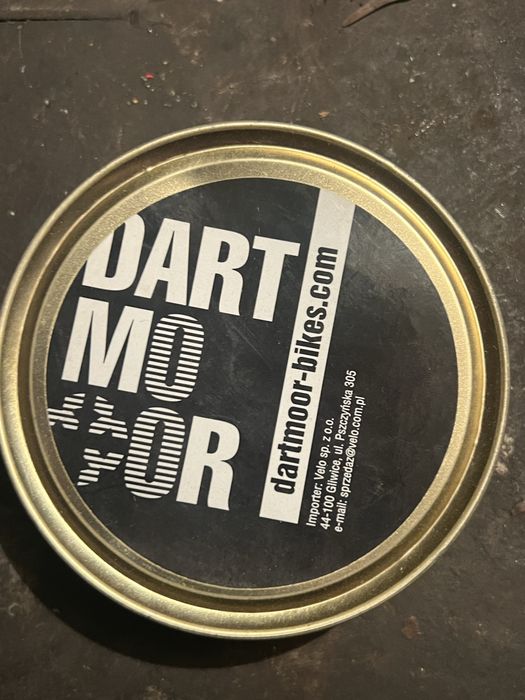 DART
MO
OR
dartmoor-bikes.com
Importer: Velo sp. z o.o.
44-100 Gliwice, ul. Pszczyńska 305
e-mail: sprzedaz@velo.com.pl